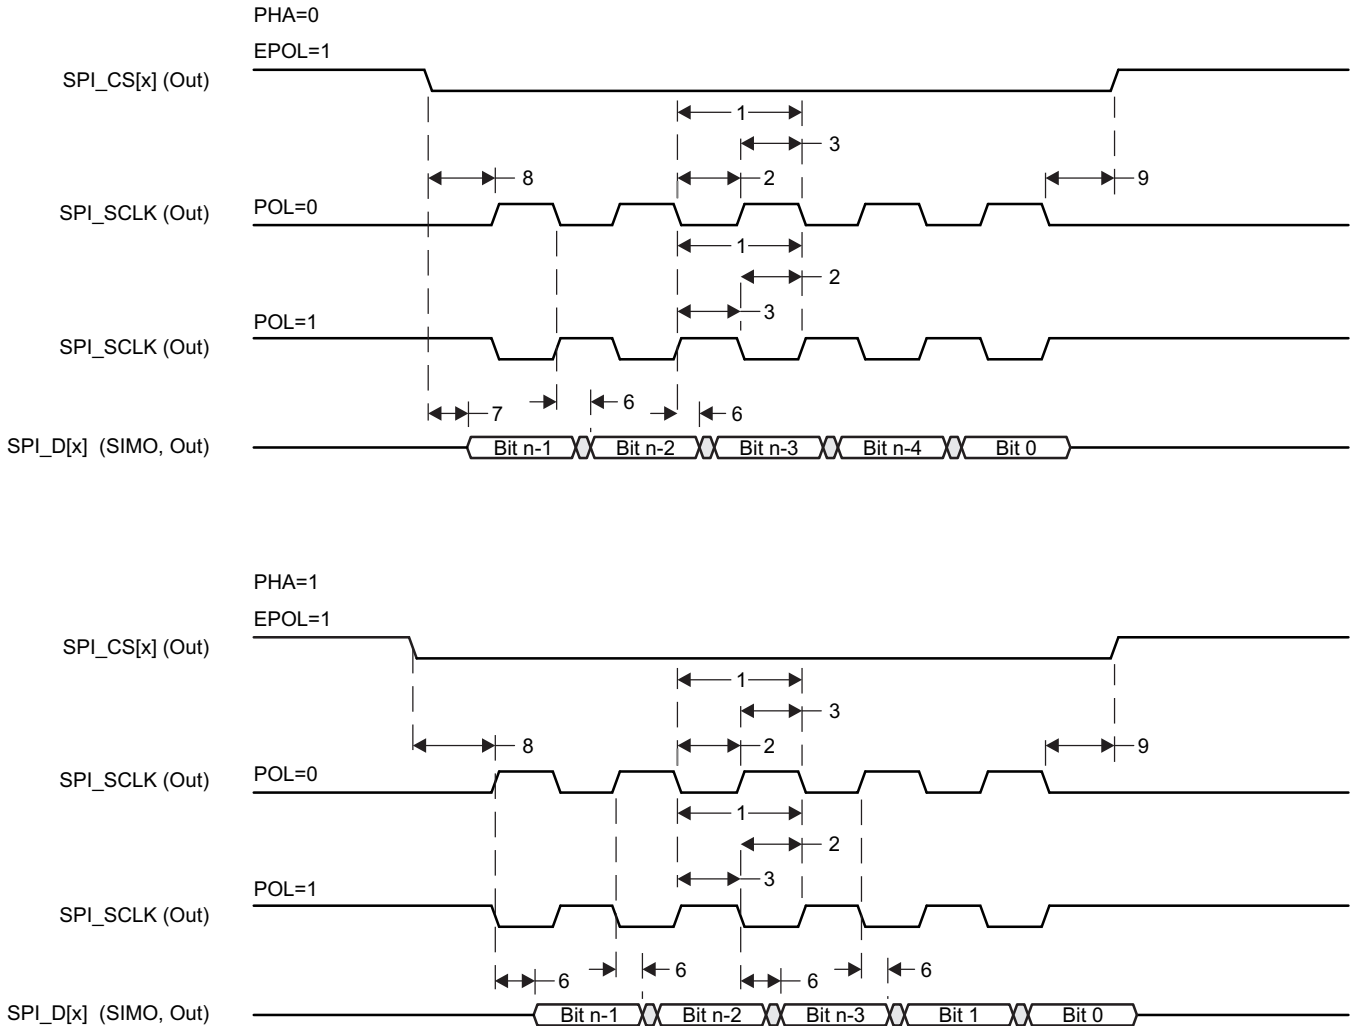 PHA=0
EPOL=1
SPI_CS[x] (Out)
1
3
8
2
9
SPI_SCLK (Out)
POL=0
1
2
3
SPI_SCLK (Out)
POL=1
7
6
6
SPI_D[x] (SIMO, Out)
Bit n-1
Bit n-2
Bit n-3
Bit n-4
Bit 0
PHA=1
EPOL=1
SPI_CS[x] (Out)
1
3
8
2
9
SPI_SCLK (Out)
POL=0
1
2
3
SPI_SCLK (Out)
POL=1
6
6
6
6
SPI_D[x] (SIMO, Out)
Bit n-1
Bit n-2
Bit n-3
Bit 1
Bit 0